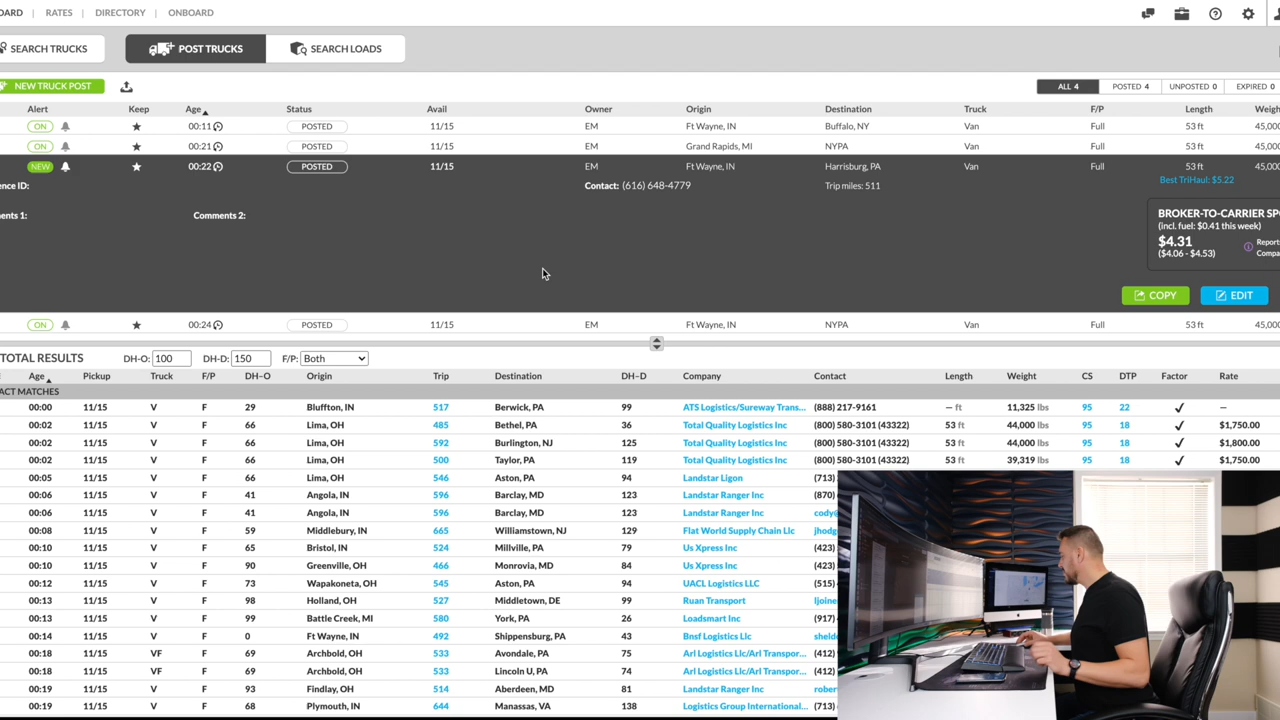 OARD RATES DIRECTORY ONBOARD
SEARCH TRUCKS POST TRUCKS SEARCH LOADS
NEW TRUCK POST ALL 4 POSTED 4 UNPOSTED 0 EXPIRED 0
Alert Keep Age Status Avail Owner Origin Destination Truck F/P Length Weigh
ON 00:11 POSTED 11/15 EM Ft Wayne, IN Buffalo, NY Van Full 53 ft 45,000
ON 00:21 POSTED 11/15 EM Grand Rapids, MI NYPA Van Full 53 ft 45,000
NEW 00:22 POSTED 11/15 EM Ft Wayne, IN Harrisburg, PA Van Full 53 ft 45,000
Best TriHaul: $5.22
ence ID: Contact: (616) 648-4779 Trip miles: 511
ents 1: Comments 2:
BROKER-TO-CARRIER SPO
(incl. fuel: $0.41 this week)
$4.31 Report
($4.06 - $4.53) Compa
COPY EDIT
ON 00:24 POSTED 11/15 EM Ft Wayne, IN NYPA Van Full 53 ft 45,000
TOTAL RESULTS DH-O: 100 DH-D: 150 F/P: Both
Age Pickup Truck F/P DH-O Origin Trip Destination DH-D Company Contact Length Weight CS DTP Factor Rate
ACT MATCHES
00:00 11/15 V F 29 Bluffton, IN 517 Berwick, PA 99 ATS Logistics/Sureway Trans... (888) 217-9161 – ft 11,325 lbs 95 22 ✓ –
00:02 11/15 V F 66 Lima, OH 485 Bethel, PA 36 Total Quality Logistics Inc (800) 580-3101 (43322) 53 ft 44,000 lbs 95 18 ✓ $1,750.00
00:02 11/15 V F 66 Lima, OH 592 Burlington, NJ 125 Total Quality Logistics Inc (800) 580-3101 (43322) 53 ft 44,000 lbs 95 18 ✓ $1,800.00
00:02 11/15 V F 66 Lima, OH 500 Taylor, PA 119 Total Quality Logistics Inc (800) 580-3101 (43322) 53 ft 39,319 lbs 95 18 ✓ $1,750.00
00:05 11/15 V F 66 Lima, OH 546 Aston, PA 94 Landstar Ligon (713)
00:06 11/15 V F 41 Angola, IN 596 Barclay, MD 123 Landstar Ranger Inc (870)
00:06 11/15 V F 41 Angola, IN 596 Barclay, MD 123 Landstar Ranger Inc cody@
00:08 11/15 V F 59 Middlebury, IN 665 Williamstown, NJ 129 Flat World Supply Chain Llc jhodg
00:10 11/15 V F 65 Bristol, IN 524 Millville, PA 79 Us Xpress Inc (423)
00:10 11/15 V F 90 Greenville, OH 466 Monrovia, MD 84 Us Xpress Inc (423)
00:12 11/15 V F 73 Wapakoneta, OH 545 Aston, PA 94 UACL Logistics LLC (515)
00:13 11/15 V F 98 Holland, OH 527 Middletown, DE 99 Ruan Transport ljoine
00:13 11/15 V F 99 Battle Creek, MI 580 York, PA 26 Loadsmart Inc (917)
00:14 11/15 V F 0 Ft Wayne, IN 492 Shippensburg, PA 43 Bnsf Logistics Llc sheld
00:18 11/15 VF F 69 Archbold, OH 533 Avondale, PA 75 Arl Logistics Llc/Arl Transpor... (412)
00:18 11/15 VF F 69 Archbold, OH 533 Lincoln U, PA 74 Arl Logistics Llc/Arl Transpor... (412)
00:19 11/15 V F 93 Findlay, OH 514 Aberdeen, MD 81 Landstar Ranger Inc rober
00:19 11/15 V F 68 Plymouth, IN 644 Manassas, VA 138 Logistics Group International... (713)